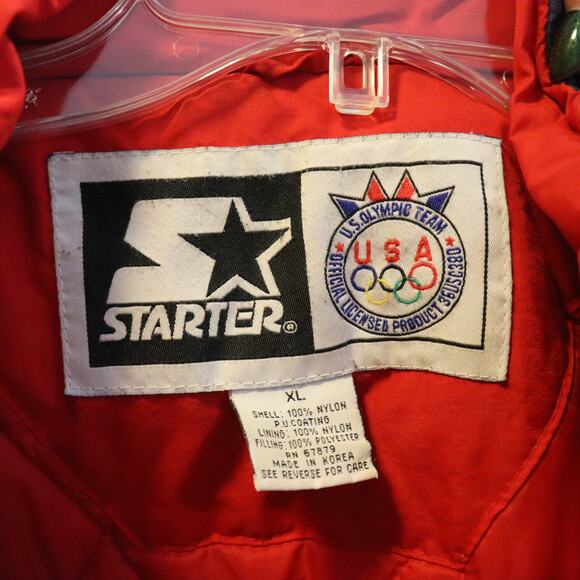 STARTER®
U.S. OLYMPIC TEAM
USA
OFFICIAL LICENSED PRODUCT 36USC380
XL
SHELL: 100% NYLON
P.U.COATING
LINING: 100% NYLON
FILLING: 100% POLYESTER
RN 67879
MADE IN KOREA
SEE REVERSE FOR CARE